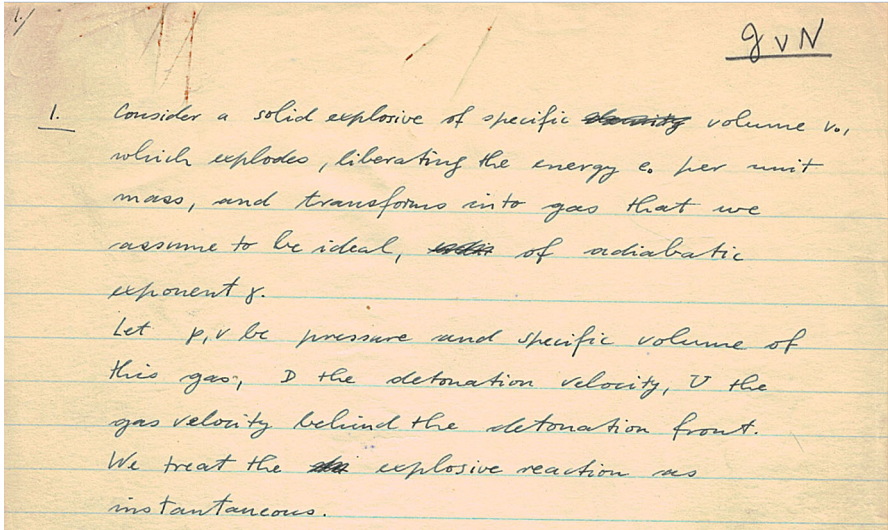 1./
J v N
1. Consider a solid explosive of specific volume v₀,
which explodes, liberating the energy e₀ per unit
mass, and transforms into gas that we
assume to be ideal, of adiabatic
exponent γ.
Let p, v be pressure and specific volume of
this gas, D the detonation velocity, U the
gas velocity behind the detonation front.
We treat the explosive reaction as
instantaneous.